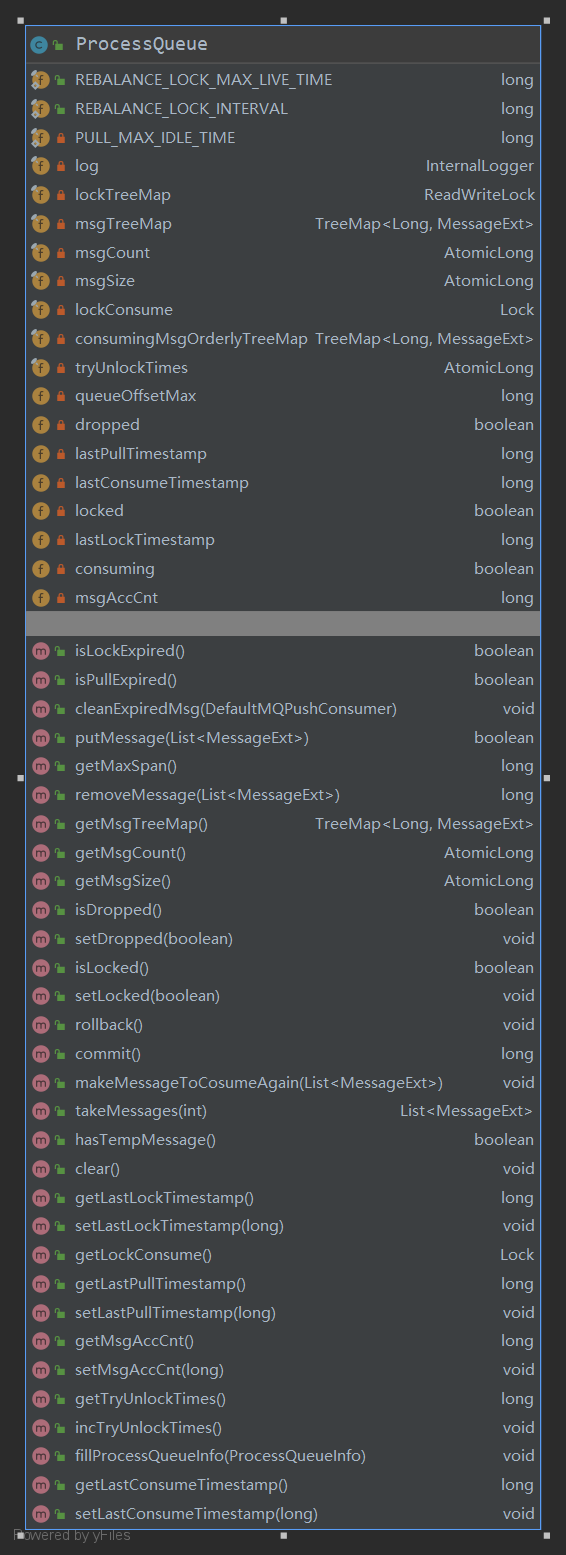 ProcessQueue
REBALANCE_LOCK_MAX_LIVE_TIME long
REBALANCE_LOCK_INTERVAL long
PULL_MAX_IDLE_TIME long
log InternalLogger
lockTreeMap ReadWriteLock
msgTreeMap TreeMap<Long, MessageExt>
msgCount AtomicLong
msgSize AtomicLong
lockConsume Lock
consumingMsgOrderlyTreeMap TreeMap<Long, MessageExt>
tryUnlockTimes AtomicLong
queueOffsetMax long
dropped boolean
lastPullTimestamp long
lastConsumeTimestamp long
locked boolean
lastLockTimestamp long
consuming boolean
msgAccCnt long
isLockExpired() boolean
isPullExpired() boolean
cleanExpiredMsg(DefaultMQPushConsumer) void
putMessage(List<MessageExt>) boolean
getMaxSpan() long
removeMessage(List<MessageExt>) long
getMsgTreeMap() TreeMap<Long, MessageExt>
getMsgCount() AtomicLong
getMsgSize() AtomicLong
isDropped() boolean
setDropped(boolean) void
isLocked() boolean
setLocked(boolean) void
rollback() void
commit() long
makeMessageToCosumeAgain(List<MessageExt>) void
takeMessages(int) List<MessageExt>
hasTempMessage() boolean
clear() void
getLastLockTimestamp() long
setLastLockTimestamp(long) void
getLockConsume() Lock
getLastPullTimestamp() long
setLastPullTimestamp(long) void
getMsgAccCnt() long
setMsgAccCnt(long) void
getTryUnlockTimes() long
incTryUnlockTimes() void
fillProcessQueueInfo(ProcessQueueInfo) void
getLastConsumeTimestamp() long
setLastConsumeTimestamp(long) void
Powered by yFiles